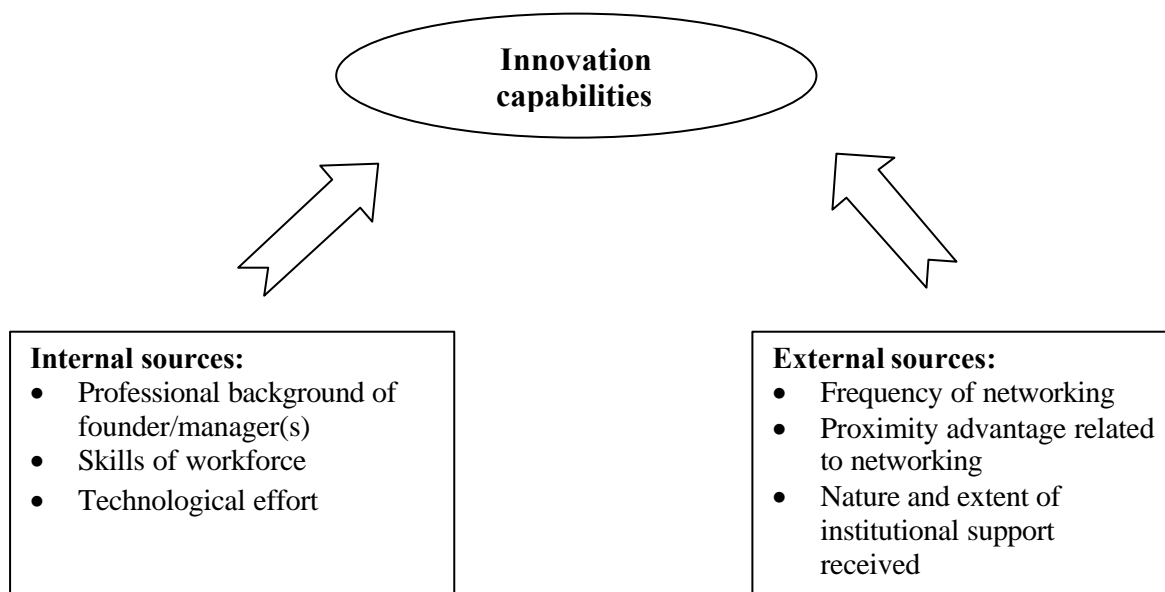 Innovation
capabilities
Internal sources:
• Professional background of
founder/manager(s)
• Skills of workforce
• Technological effort
External sources:
• Frequency of networking
• Proximity advantage related
to networking
• Nature and extent of
institutional support
received